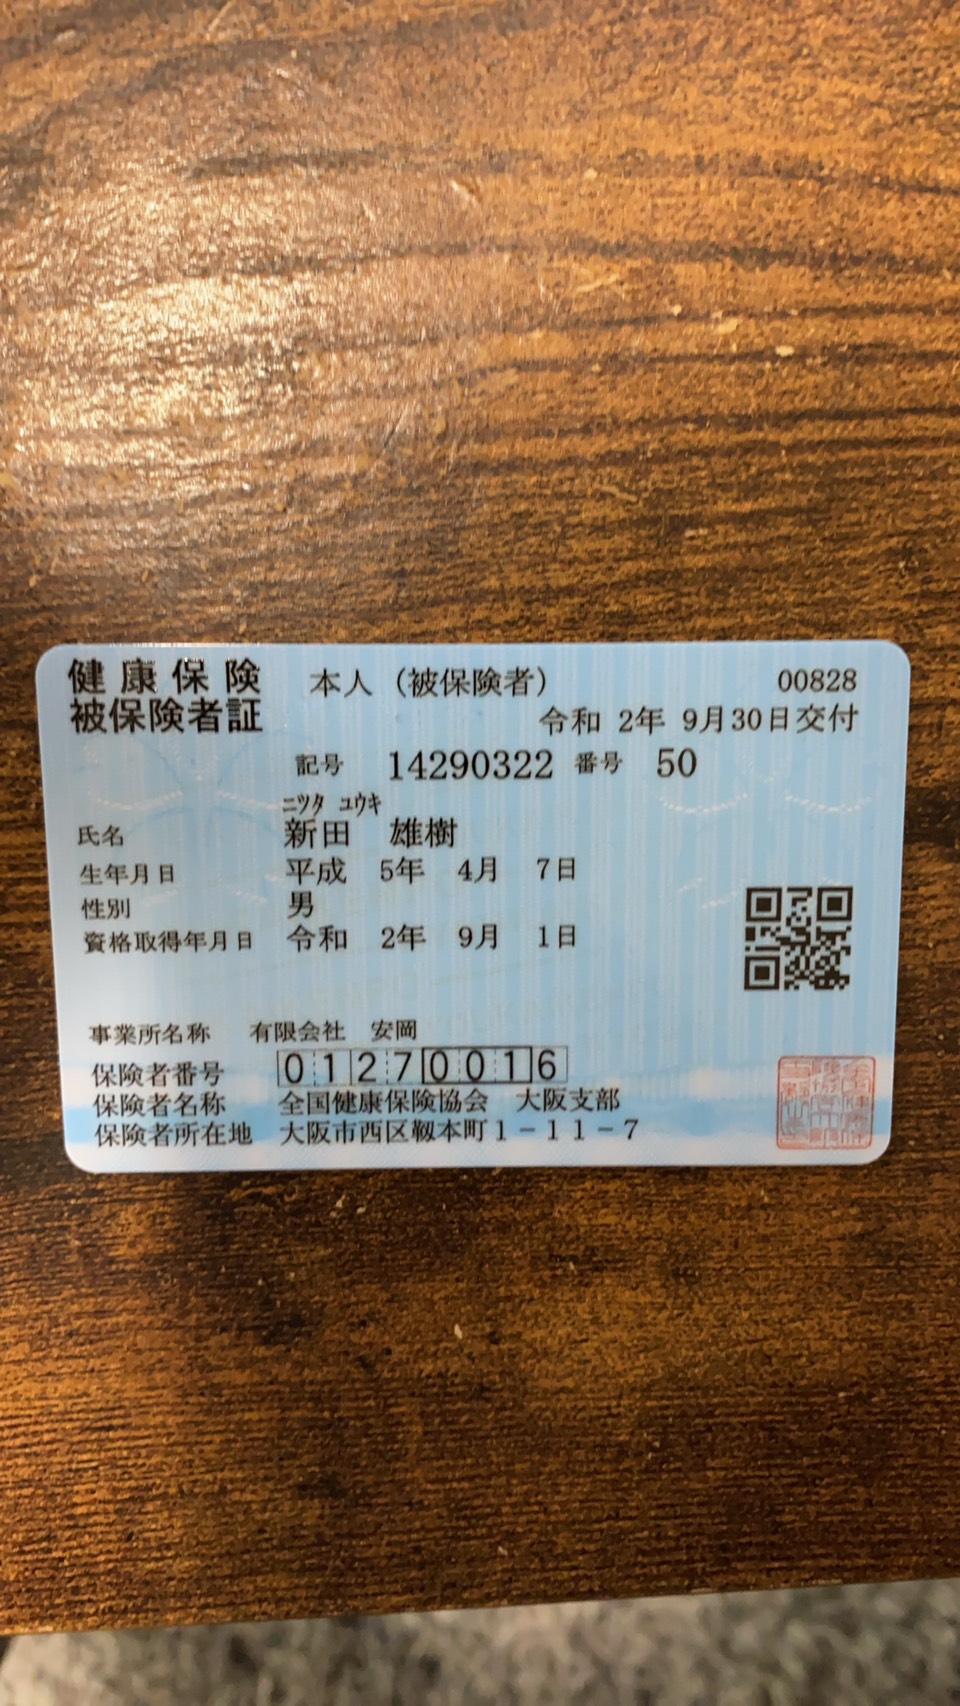 健康保険 本人（被保険者） 00828
被保険者証 令和 2年 9月30日交付
記号 14290322 番号 50
ﾆﾂﾀ ﾕｳｷ
氏名 新田 雄樹
生年月日 平成 5年 4月 7日
性別 男
資格取得年月日 令和 2年 9月 1日
事業所名称 有限会社 安岡
保険者番号 01270016
保険者名称 全国健康保険協会 大阪支部
保険者所在地 大阪市西区靱本町１－１１－７